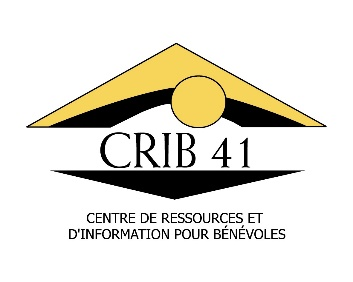 CRIB 41
CENTRE DE RESSOURCES ET
D'INFORMATION POUR BÉNÉVOLES